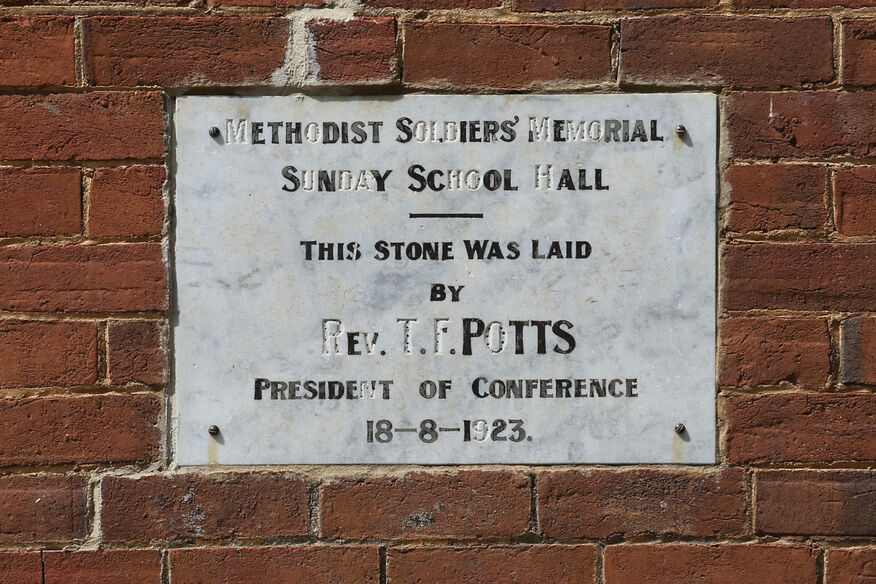 METHODIST SOLDIERS' MEMORIAL
SUNDAY SCHOOL HALL
THIS STONE WAS LAID
BY
REV. T. F. POTTS
PRESIDENT OF CONFERENCE
18-8-1923.